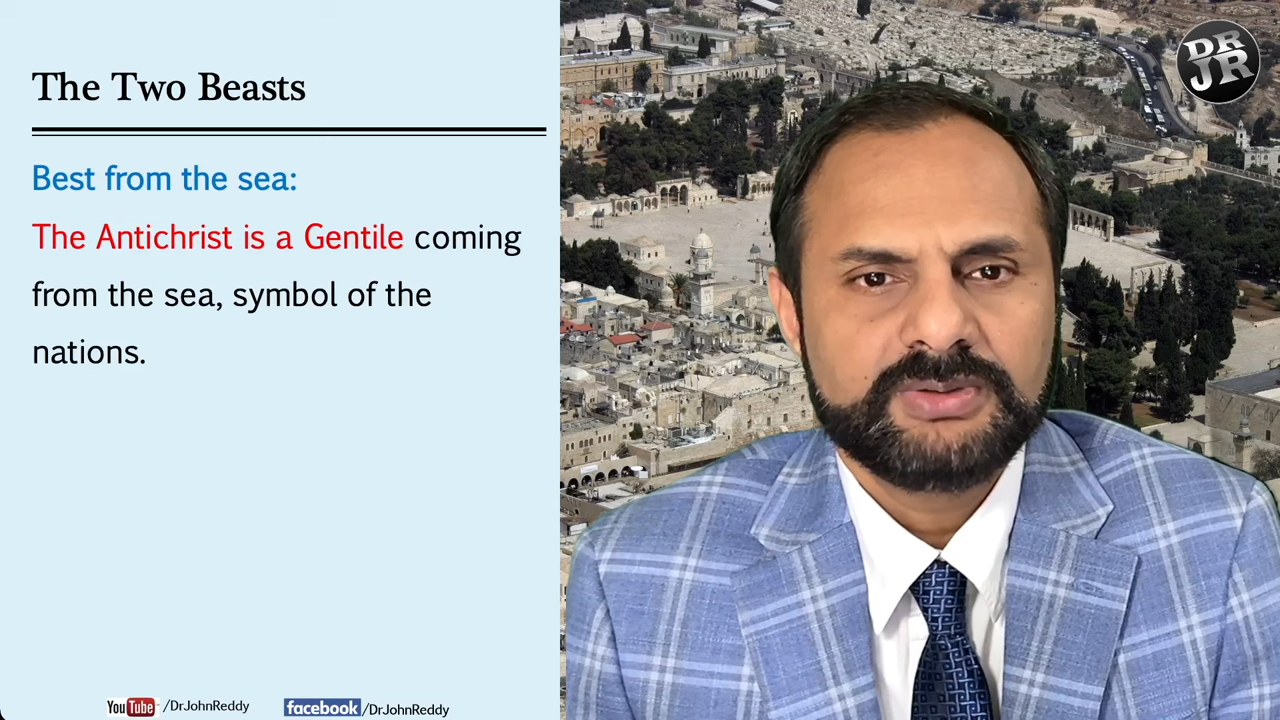 The Two Beasts
DR
JR
Best from the sea:
The Antichrist is a Gentile coming
from the sea, symbol of the
nations.
YouTube /DrJohnReddy
facebook /DrJohnReddy